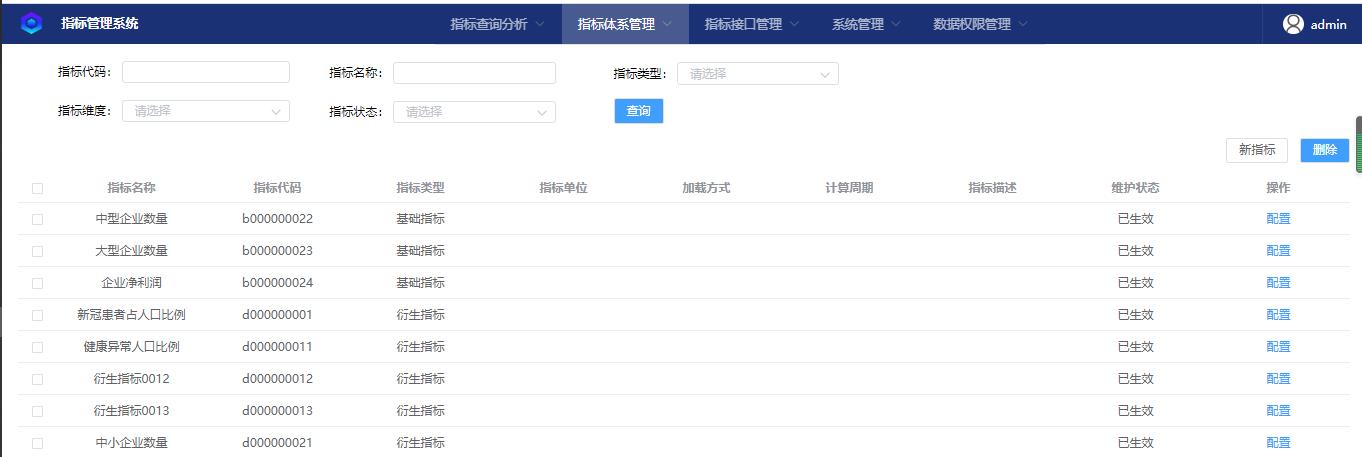 指标管理系统 指标查询分析 指标体系管理 指标接口管理 系统管理 数据权限管理 admin
指标代码: 指标名称: 指标类型: 请选择
指标维度: 请选择 指标状态: 请选择 查询
新指标 删除
指标名称 指标代码 指标类型 指标单位 加载方式 计算周期 指标描述 维护状态 操作
中型企业数量 b000000022 基础指标 已生效 配置
大型企业数量 b000000023 基础指标 已生效 配置
企业净利润 b000000024 基础指标 已生效 配置
新冠患者占人口比例 d000000001 衍生指标 已生效 配置
健康异常人口比例 d000000011 衍生指标 已生效 配置
衍生指标0012 d000000012 衍生指标 已生效 配置
衍生指标0013 d000000013 衍生指标 已生效 配置
中小企业数量 d000000021 衍生指标 已生效 配置